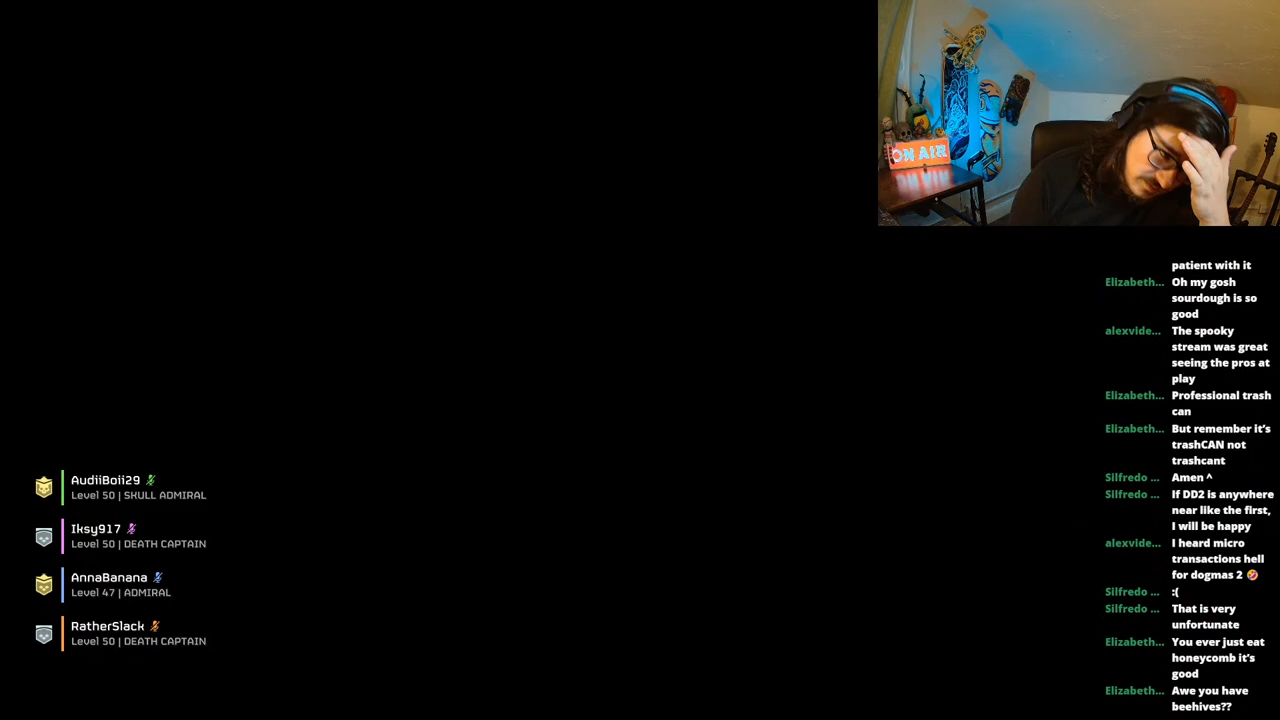 ON AIR
patient with it
Elizabeth... Oh my gosh
sourdough is so
good
alexvide... The spooky
stream was great
seeing the pros at
play
Elizabeth... Professional trash
can
Elizabeth... But remember it's
trashCAN not
trashcant
Silfredo ... Amen ^
Silfredo ... If DD2 is anywhere
near like the first,
I will be happy
alexvide... I heard micro
transactions hell
for dogmas 2 🤣
Silfredo ... :(
Silfredo ... That is very
unfortunate
Elizabeth... You ever just eat
honeycomb it's
good
Elizabeth... Awe you have
beehives??
AudiiBoii29
Level 50 | SKULL ADMIRAL
Iksy917
Level 50 | DEATH CAPTAIN
AnnaBanana
Level 47 | ADMIRAL
RatherSlack
Level 50 | DEATH CAPTAIN